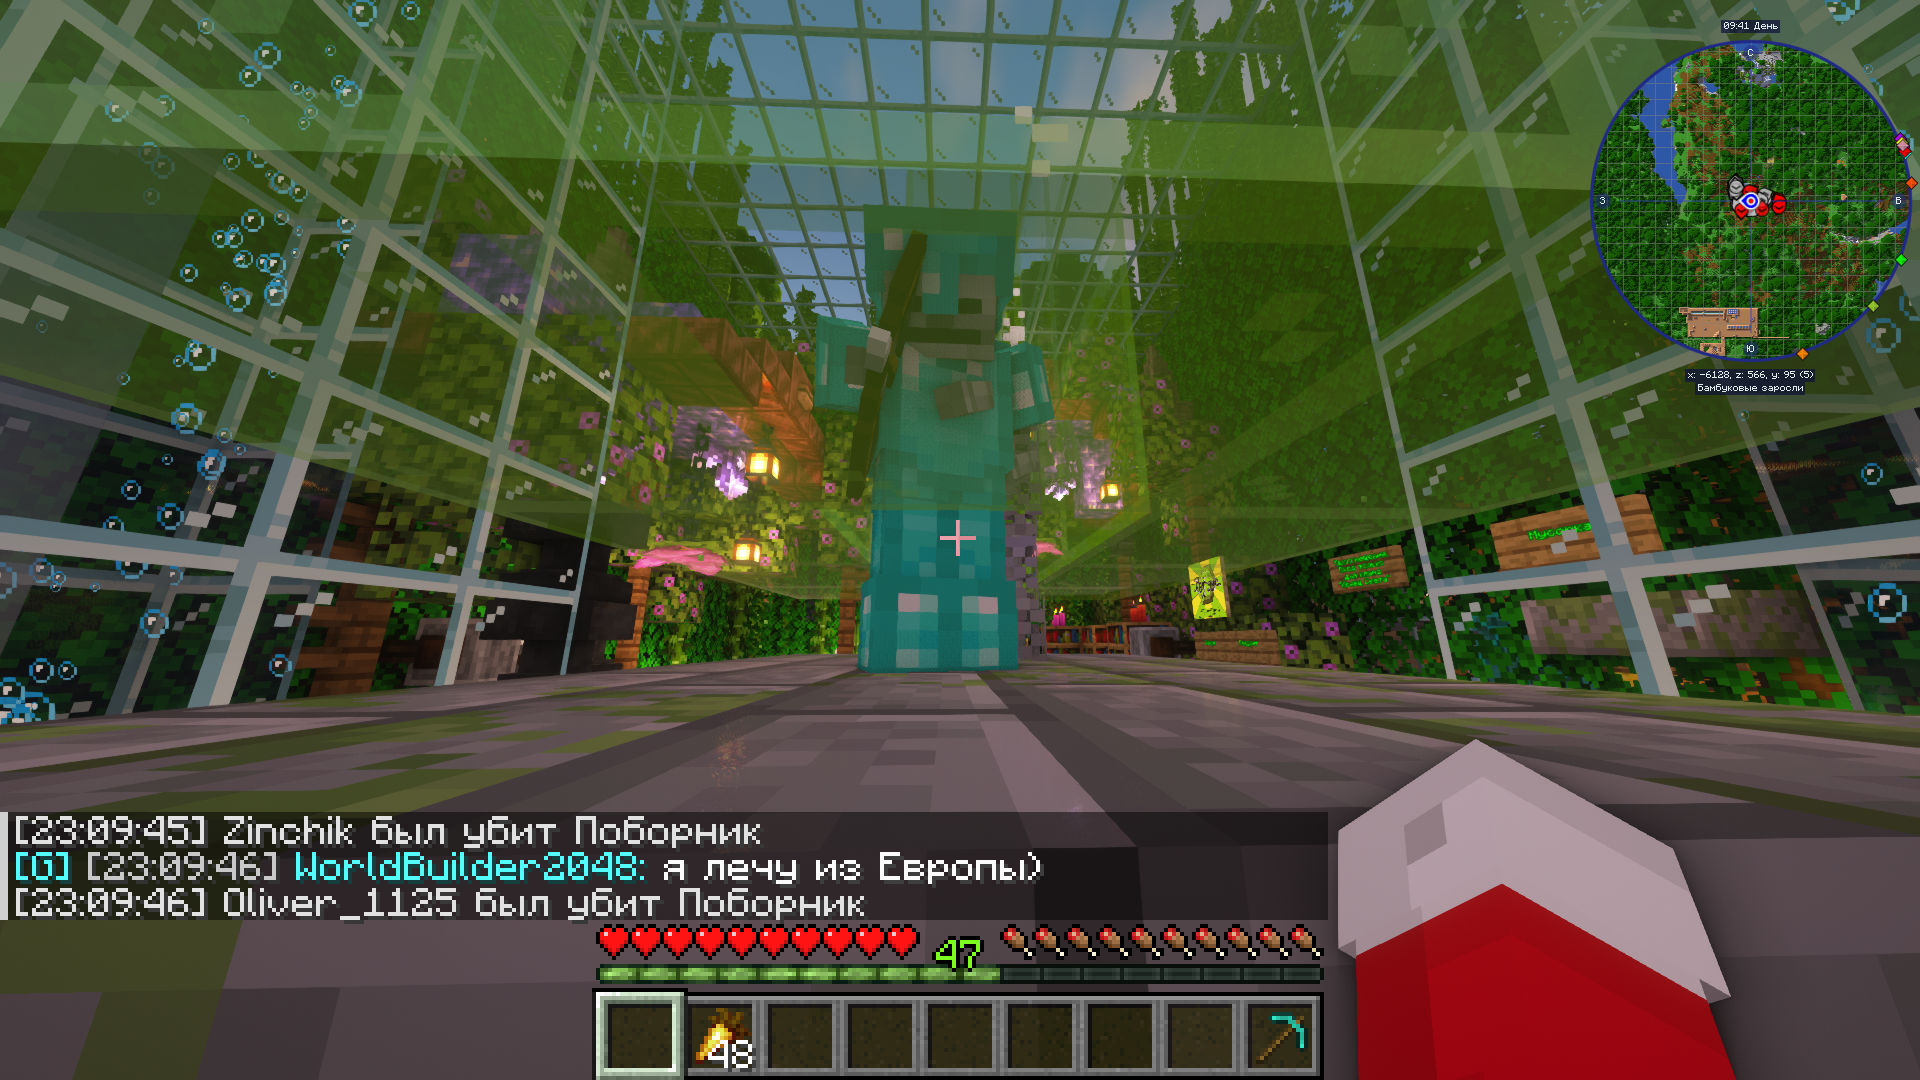 09:41 День
С
З
В
Ю
x: -6128, z: 566, y: 95 (5)
Бамбуковые заросли
Мусорка
[23:09:45] Zinchik был убит Поборник
[G] [23:09:46] WorldBuilder2048: я лечу из Европы)
[23:09:46] Oliver_1125 был убит Поборник
47
48